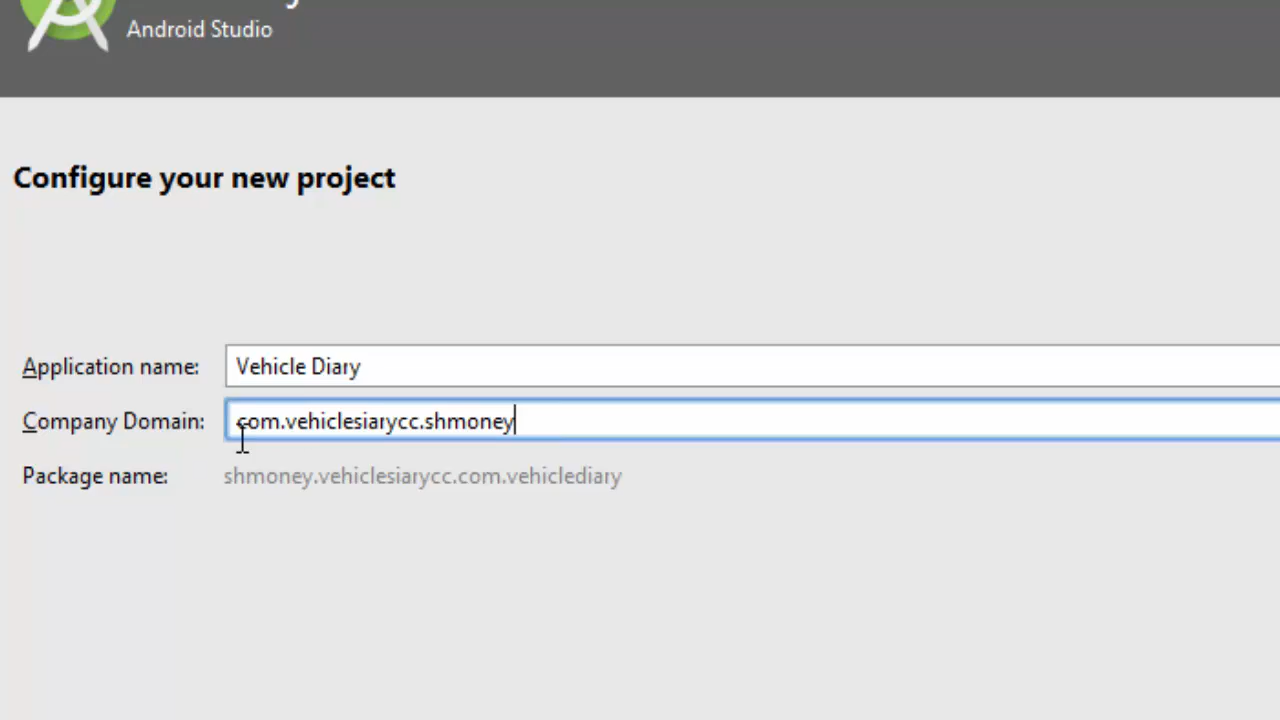 Android Studio
Configure your new project
Application name: Vehicle Diary
Company Domain: com.vehiclesiarycc.shmoney
Package name: shmoney.vehiclesiarycc.com.vehiclediary